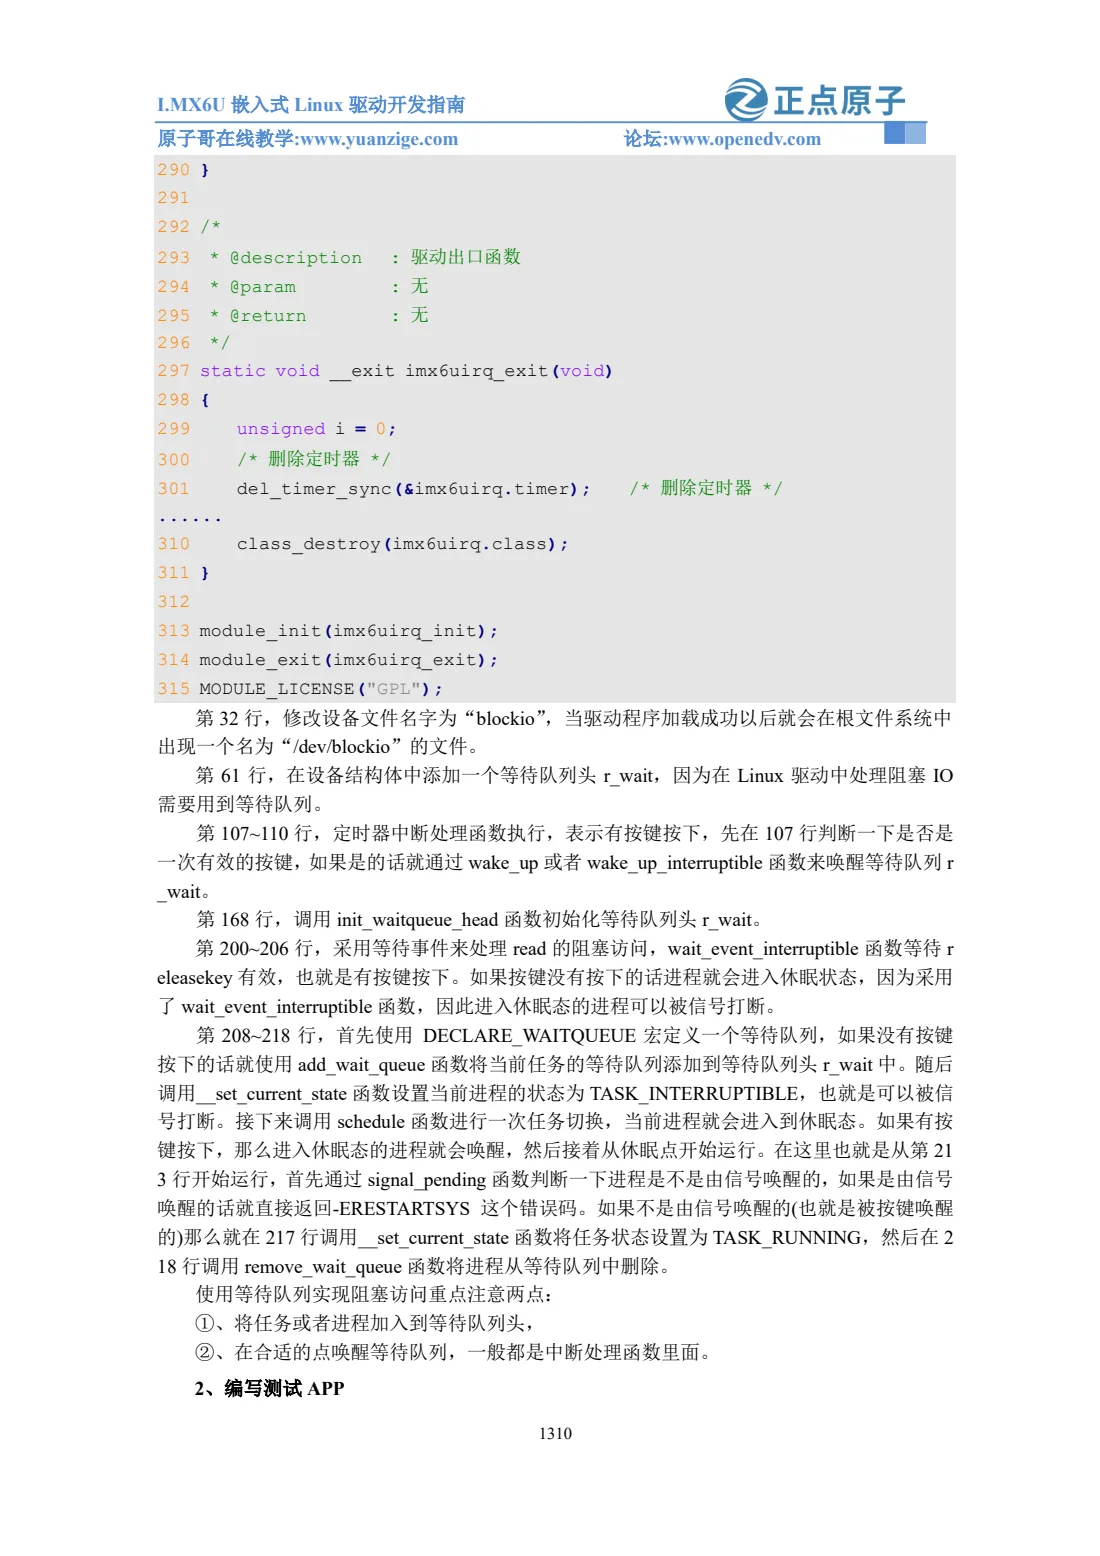 I.MX6U 嵌入式 Linux 驱动开发指南
正点原子
原子哥在线教学:www.yuanzige.com 论坛:www.openedv.com
290 }
291
292 /*
293  * @description   : 驱动出口函数
294  * @param         : 无
295  * @return        : 无
296  */
297 static void __exit imx6uirq_exit(void)
298 {
299    unsigned i = 0;
300    /* 删除定时器 */
301    del_timer_sync(&imx6uirq.timer);    /* 删除定时器 */
......
310    class_destroy(imx6uirq.class);
311 }
312
313 module_init(imx6uirq_init);
314 module_exit(imx6uirq_exit);
315 MODULE_LICENSE("GPL");
第 32 行，修改设备文件名字为“blockio”，当驱动程序加载成功以后就会在根文件系统中
出现一个名为“/dev/blockio”的文件。
第 61 行，在设备结构体中添加一个等待队列头 r_wait，因为在 Linux 驱动中处理阻塞 IO
需要用到等待队列。
第 107~110 行，定时器中断处理函数执行，表示有按键按下，先在 107 行判断一下是否是
一次有效的按键，如果是的话就通过 wake_up 或者 wake_up_interruptible 函数来唤醒等待队列 r
_wait。
第 168 行，调用 init_waitqueue_head 函数初始化等待队列头 r_wait。
第 200~206 行，采用等待事件来处理 read 的阻塞访问，wait_event_interruptible 函数等待 r
eleasekey 有效，也就是有按键按下。如果按键没有按下的话进程就会进入休眠状态，因为采用
了 wait_event_interruptible 函数，因此进入休眠态的进程可以被信号打断。
第 208~218 行，首先使用 DECLARE_WAITQUEUE 宏定义一个等待队列，如果没有按键
按下的话就使用 add_wait_queue 函数将当前任务的等待队列添加到等待队列头 r_wait 中。随后
调用__set_current_state 函数设置当前进程的状态为 TASK_INTERRUPTIBLE，也就是可以被信
号打断。接下来调用 schedule 函数进行一次任务切换，当前进程就会进入到休眠态。如果有按
键按下，那么进入休眠态的进程就会唤醒，然后接着从休眠点开始运行。在这里也就是从第 21
3 行开始运行，首先通过 signal_pending 函数判断一下进程是不是由信号唤醒的，如果是由信号
唤醒的话就直接返回-ERESTARTSYS 这个错误码。如果不是由信号唤醒的(也就是被按键唤醒
的)那么就在 217 行调用__set_current_state 函数将任务状态设置为 TASK_RUNNING，然后在 2
18 行调用 remove_wait_queue 函数将进程从等待队列中删除。
使用等待队列实现阻塞访问重点注意两点：
①、将任务或者进程加入到等待队列头，
②、在合适的点唤醒等待队列，一般都是中断处理函数里面。
2、编写测试 APP
1310